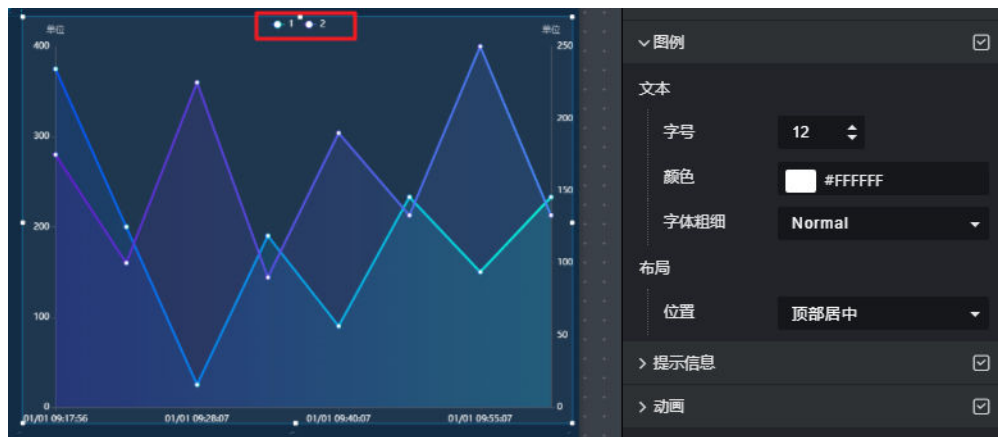 1 2
单位
单位
400
300
200
100
0
250
200
150
100
50
0
01/01 09:17:56 01/01 09:28:07 01/01 09:40:07 01/01 09:55:07
图例
文本
字号 12
颜色 #FFFFFF
字体粗细 Normal
布局
位置 顶部居中
提示信息
动画